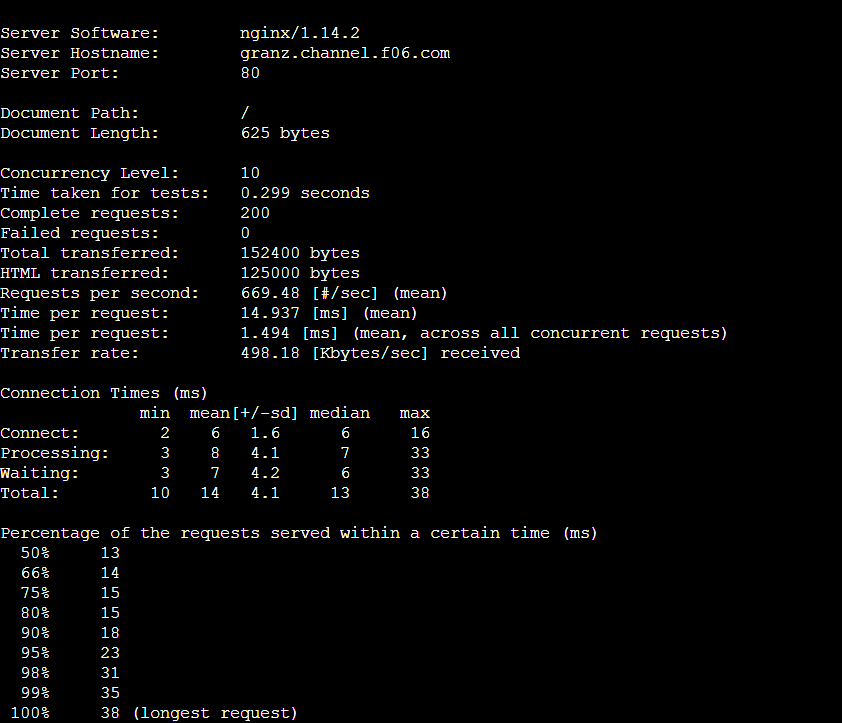 Server Software: nginx/1.14.2
Server Hostname: granz.channel.f06.com
Server Port: 80
Document Path: /
Document Length: 625 bytes
Concurrency Level: 10
Time taken for tests: 0.299 seconds
Complete requests: 200
Failed requests: 0
Total transferred: 152400 bytes
HTML transferred: 125000 bytes
Requests per second: 669.48 [#/sec] (mean)
Time per request: 14.937 [ms] (mean)
Time per request: 1.494 [ms] (mean, across all concurrent requests)
Transfer rate: 498.18 [Kbytes/sec] received
Connection Times (ms)
min mean[+/-sd] median max
Connect: 2 6 1.6 6 16
Processing: 3 8 4.1 7 33
Waiting: 3 7 4.2 6 33
Total: 10 14 4.1 13 38
Percentage of the requests served within a certain time (ms)
50% 13
66% 14
75% 15
80% 15
90% 18
95% 23
98% 31
99% 35
100% 38 (longest request)